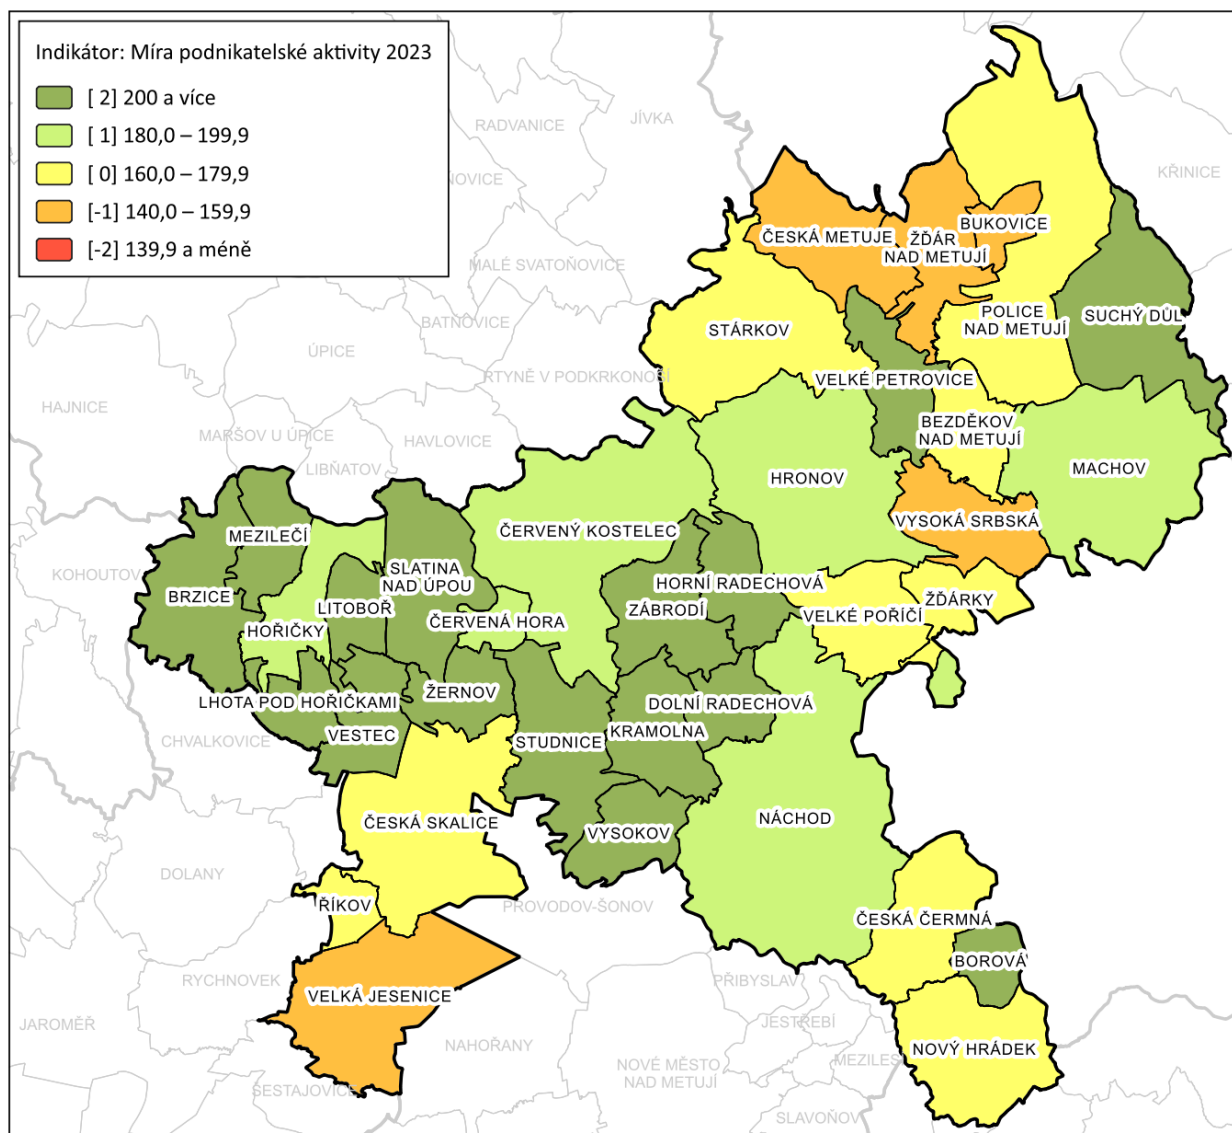 Indikátor: Míra podnikatelské aktivity 2023
[ 2] 200 a více
[ 1] 180,0 – 199,9
[ 0] 160,0 – 179,9
[-1] 140,0 – 159,9
[-2] 139,9 a méně
RADVANICE
JÍVKA
KŘINICE
BUKOVICE
ČESKÁ METUJE
ŽĎÁR
NAD METUJÍ
MALÉ SVATOŇOVICE
POLICE
NAD METUJÍ
SUCHÝ DŮL
BATŇOVICE
STÁRKOV
ÚPICE
RTYNĚ V PODKRKONOŠÍ
VELKÉ PETROVICE
HAJNICE
MARŠOV U ÚPICE
HAVLOVICE
BEZDĚKOV
NAD METUJÍ
LIBŇATOV
HRONOV
MACHOV
VYSOKÁ SRBSKÁ
ČERVENÝ KOSTELEC
MEZILEČÍ
SLATINA
NAD ÚPOU
KOHOUTOV
BRZICE
LITOBOŘ
HORNÍ RADECHOVÁ
ZÁBRODÍ
ŽĎÁRKY
VELKÉ POŘÍČÍ
HOŘIČKY
ČERVENÁ HORA
ŽERNOV
LHOTA POD HOŘIČKAMI
DOLNÍ RADECHOVÁ
VESTEC
KRAMOLNA
STUDNICE
CHVALKOVICE
ČESKÁ SKALICE
VYSOKOV
NÁCHOD
DOLANY
ŘÍKOV
PROVODOV-ŠONOV
ČESKÁ ČERMNÁ
BOROVÁ
RYCHNOVEK
PŘIBYSLAV
VELKÁ JESENICE
JAROMĚŘ
JESTŘEBÍ
NAHOŘANY
NOVÝ HRÁDEK
NOVÉ MĚSTO
NAD METUJÍ
MEZILES
ŠESTAJOVICE
SLAVOŇOV